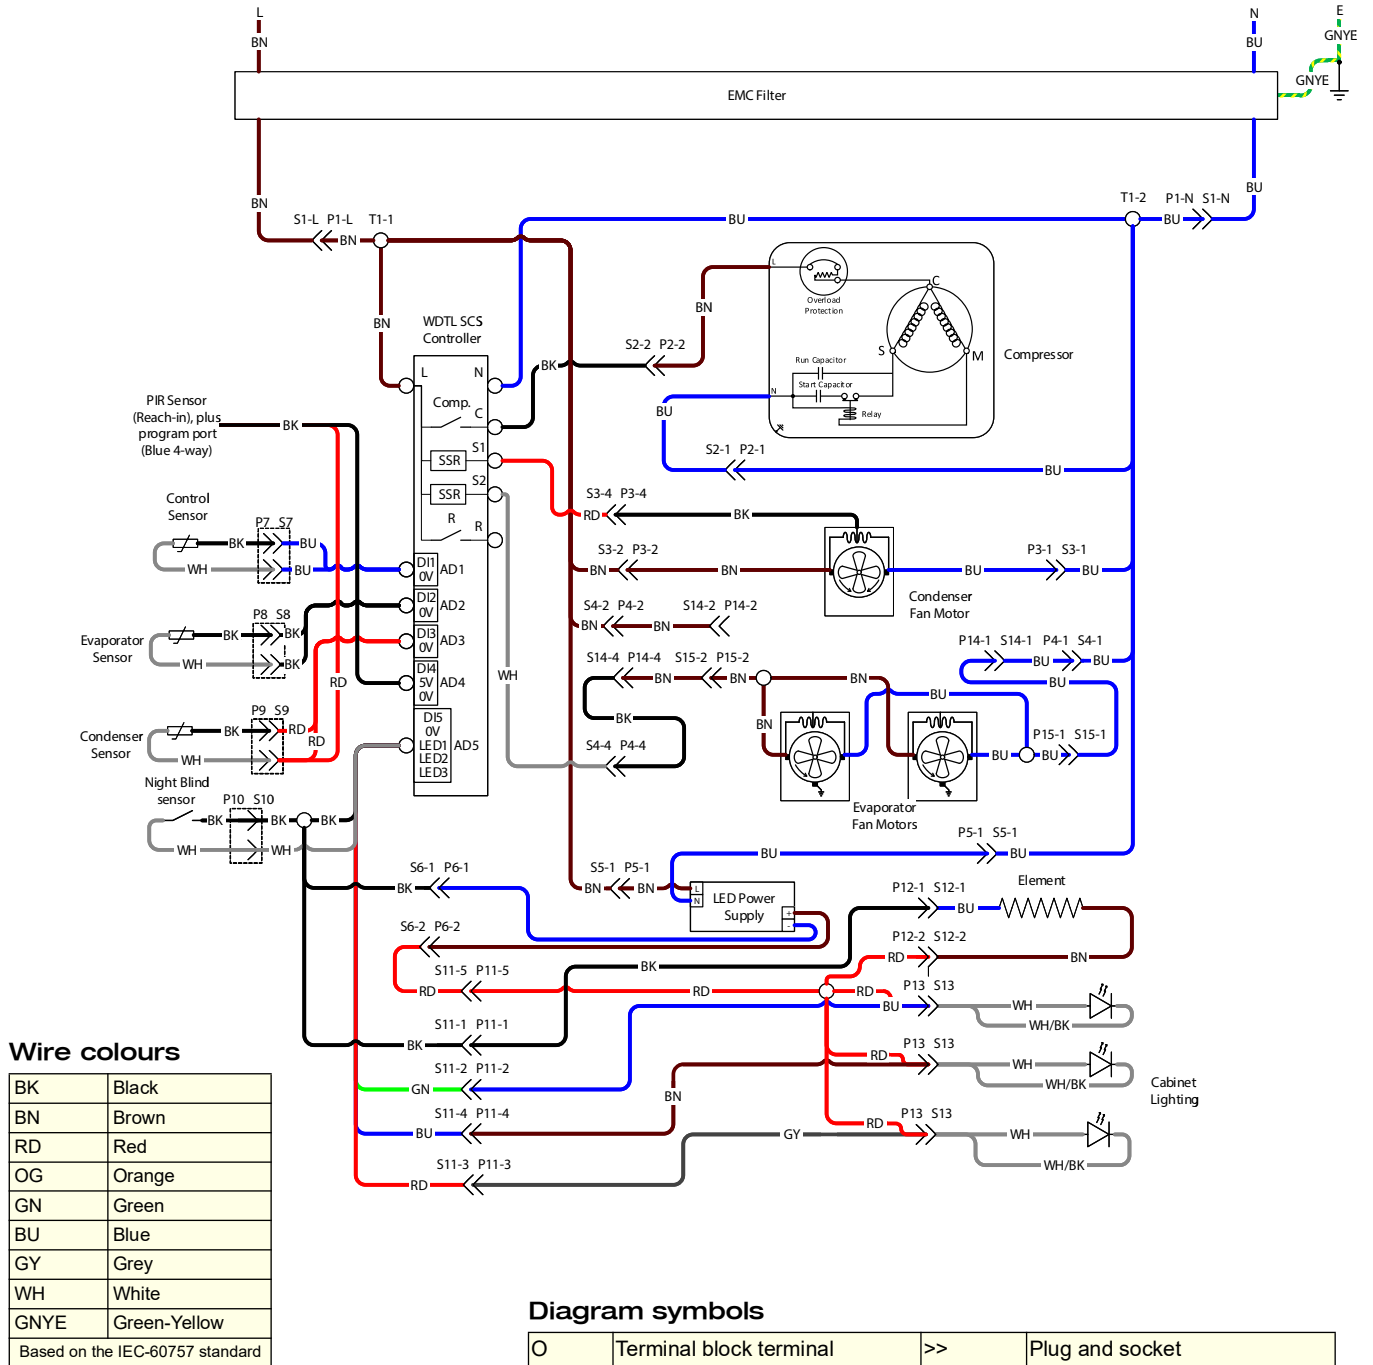 L
N
E
BN
BU
GNYE
GNYE
EMC Filter
BN
BU
S1-L P1-L T1-1
BN
T1-2
P1-N S1-N
BU
BU
BN
WDTL SCS
Controller
L
N
Comp.
C
S1
SSR
S2
SSR
R
R
BK
S2-2 P2-2
BN
L
Overload
Protection
C
S
M
Run Capacitor
Start Capacitor
Relay
N
Compressor
BU
S2-1 P2-1
BU
PIR Sensor
(Reach-in), plus
program port
(Blue 4-way)
BK
Control
Sensor
P7 S7
BK
BU
WH
BU
DI1
0V
AD1
DI2
0V
AD2
DI3
0V
AD3
DI4
5V
0V
AD4
DI5
0V
LED1
LED2
LED3
AD5
P8 S8
Evaporator
Sensor
BK
BK
WH
BK
RD
P9 S9
Condenser
Sensor
BK
RD
RD
WH
Night Blind
sensor
P10 S10
BK
BK
BK
WH
WH
S3-4 P3-4
RD
BK
S3-2 P3-2
BN
BN
P3-1 S3-1
BU
BU
Condenser
Fan Motor
S4-2 P4-2
BN
BN
S14-2 P14-2
P14-1 S14-1
BU
P4-1 S4-1
BU
BU
S14-4 P14-4
BN
S15-2 P15-2
BN
BN
BU
WH
BK
BN
S4-4 P4-4
P15-1 S15-1
BU
BU
Evaporator
Fan Motors
P5-1 S5-1
BU
BU
S6-1 P6-1
BK
S5-1 P5-1
BN
BN
L
N
LED Power
Supply
+
-
P12-1 S12-1
BU
Element
S6-2 P6-2
P12-2 S12-2
RD
BN
BK
S11-5 P11-5
RD
RD
RD
P13 S13
BU
WH
WH/BK
S11-1 P11-1
BK
P13 S13
RD
WH
WH/BK
Cabinet
Lighting
S11-2 P11-2
GN
BN
S11-4 P11-4
BU
P13 S13
RD
GY
WH
WH/BK
S11-3 P11-3
RD
Wire colours
BK Black
BN Brown
RD Red
OG Orange
GN Green
BU Blue
GY Grey
WH White
GNYE Green-Yellow
Based on the IEC-60757 standard
Diagram symbols
O Terminal block terminal >> Plug and socket